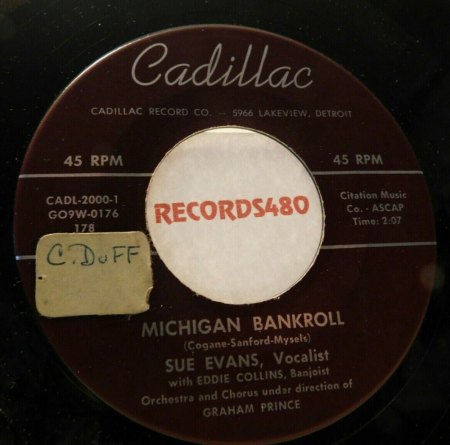 Cadillac
CADILLAC RECORD CO. — 5966 LAKEVIEW, DETROIT
45 RPM
45 RPM
CADL-2000-1
GO9W-0176
178
Citation Music
Co. - ASCAP
Time: 2:07
RECORDS480
C. DUFF
MICHIGAN BANKROLL
(Cogane-Sanford-Mysels)
SUE EVANS, Vocalist
with EDDIE COLLINS, Banjoist
Orchestra and Chorus under direction of
GRAHAM PRINCE